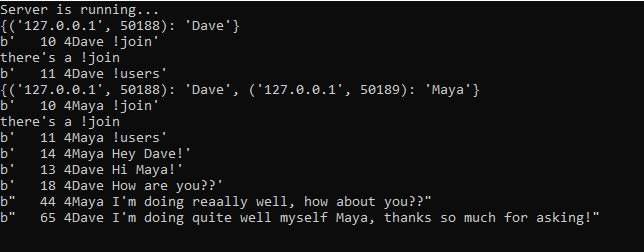 Server is running...
{('127.0.0.1', 50188): 'Dave'}
b'   10 4Dave !join'
there's a !join
b'   11 4Dave !users'
{('127.0.0.1', 50188): 'Dave', ('127.0.0.1', 50189): 'Maya'}
b'   10 4Maya !join'
there's a !join
b'   11 4Maya !users'
b'   14 4Maya Hey Dave!'
b'   13 4Dave Hi Maya!'
b'   18 4Dave How are you??'
b"   44 4Maya I'm doing reaally well, how about you??"
b"   65 4Dave I'm doing quite well myself Maya, thanks so much for asking!"